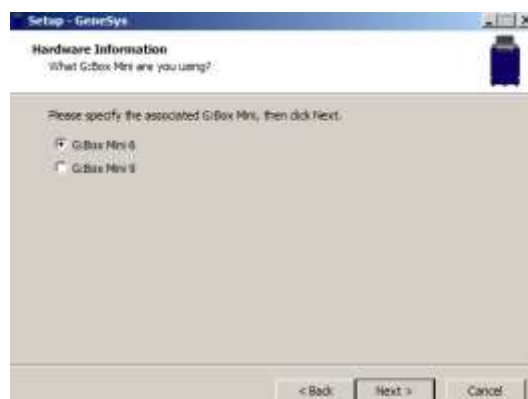 Setup - GeneSys
Hardware Information
What G:Box Mini are you using?
Please specify the associated G:Box Mini, then click Next.
G:Box Mini 6
G:Box Mini 9
< Back
Next >
Cancel